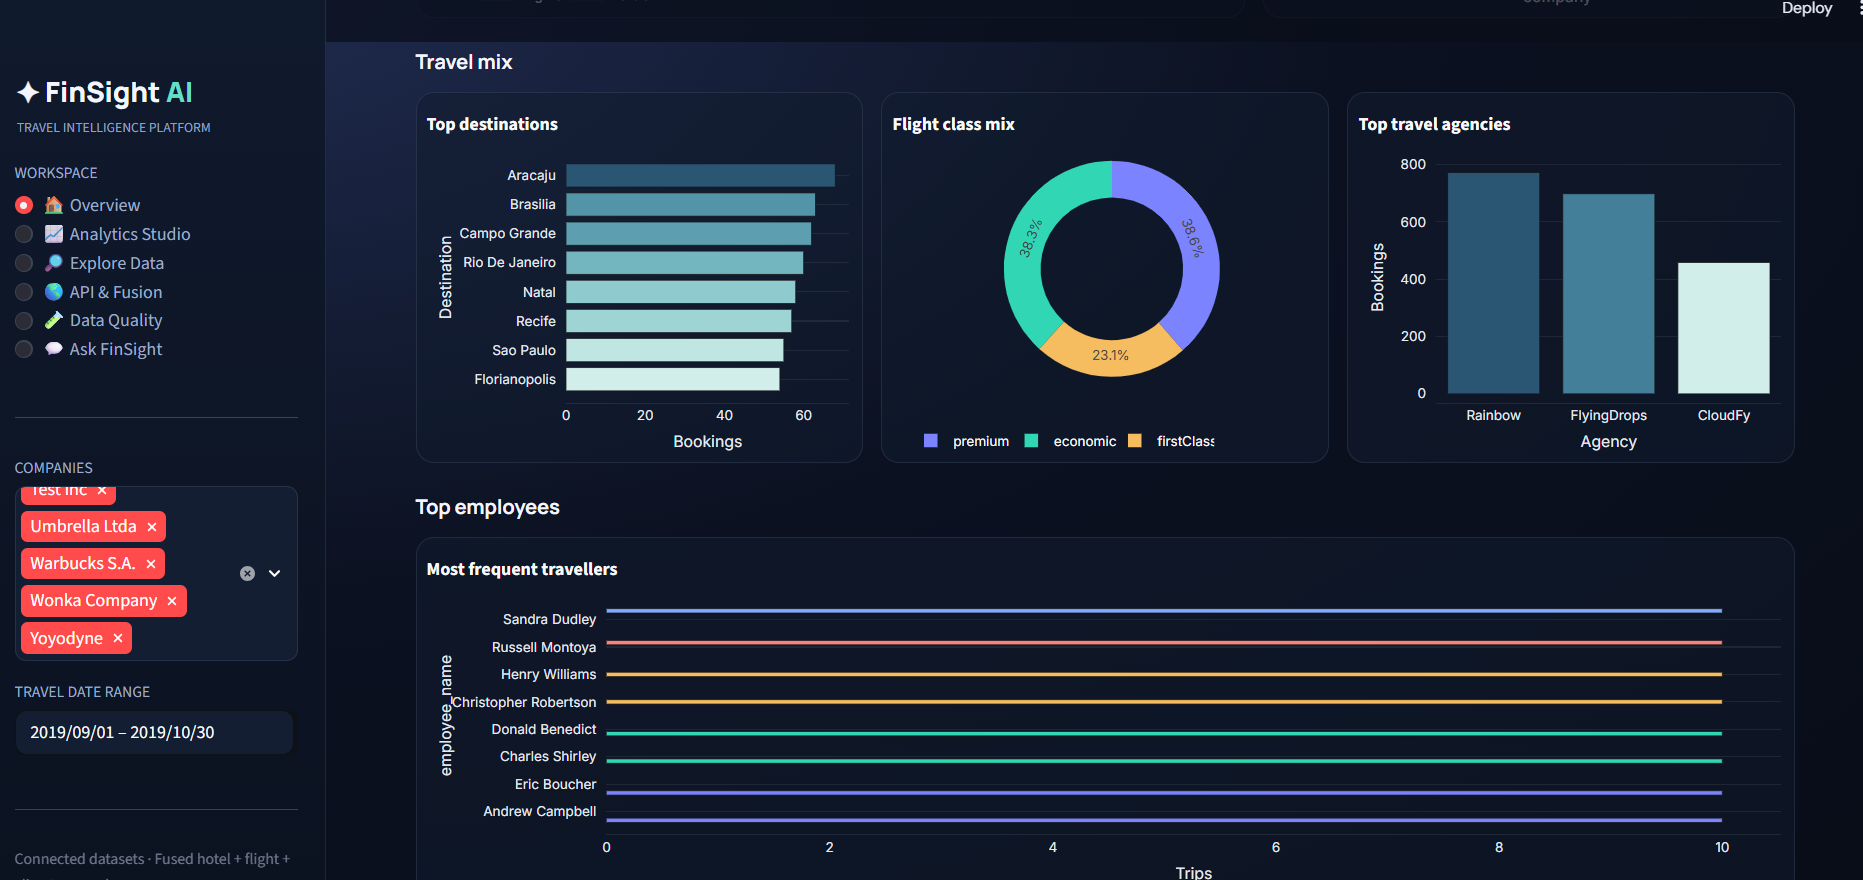 Deploy
✦ FinSight AI
TRAVEL INTELLIGENCE PLATFORM
WORKSPACE
Overview
Analytics Studio
Explore Data
API & Fusion
Data Quality
Ask FinSight
COMPANIES
Test Inc ×
Umbrella Ltda ×
Warbucks S.A. ×
Wonka Company ×
Yoyodyne ×
TRAVEL DATE RANGE
2019/09/01 – 2019/10/30
Connected datasets · Fused hotel + flight +
company
Travel mix
Top destinations
Destination
Aracaju
Brasilia
Campo Grande
Rio De Janeiro
Natal
Recife
Sao Paulo
Florianopolis
0 20 40 60
Bookings
Flight class mix
38.3%
38.6%
23.1%
premium economic firstClass
Top travel agencies
Bookings
800
600
400
200
0
Rainbow FlyingDrops CloudFy
Agency
Top employees
Most frequent travellers
employee_name
Sandra Dudley
Russell Montoya
Henry Williams
Christopher Robertson
Donald Benedict
Charles Shirley
Eric Boucher
Andrew Campbell
0 2 4 6 8 10
Trips